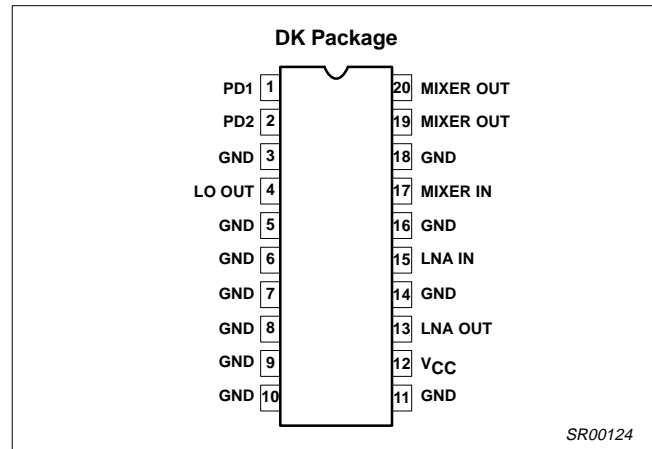 DK Package
PD1 1 20 MIXER OUT
PD2 2 19 MIXER OUT
GND 3 18 GND
LO OUT 4 17 MIXER IN
GND 5 16 GND
GND 6 15 LNA IN
GND 7 14 GND
GND 8 13 LNA OUT
GND 9 12 VCC
GND 10 11 GND
SR00124